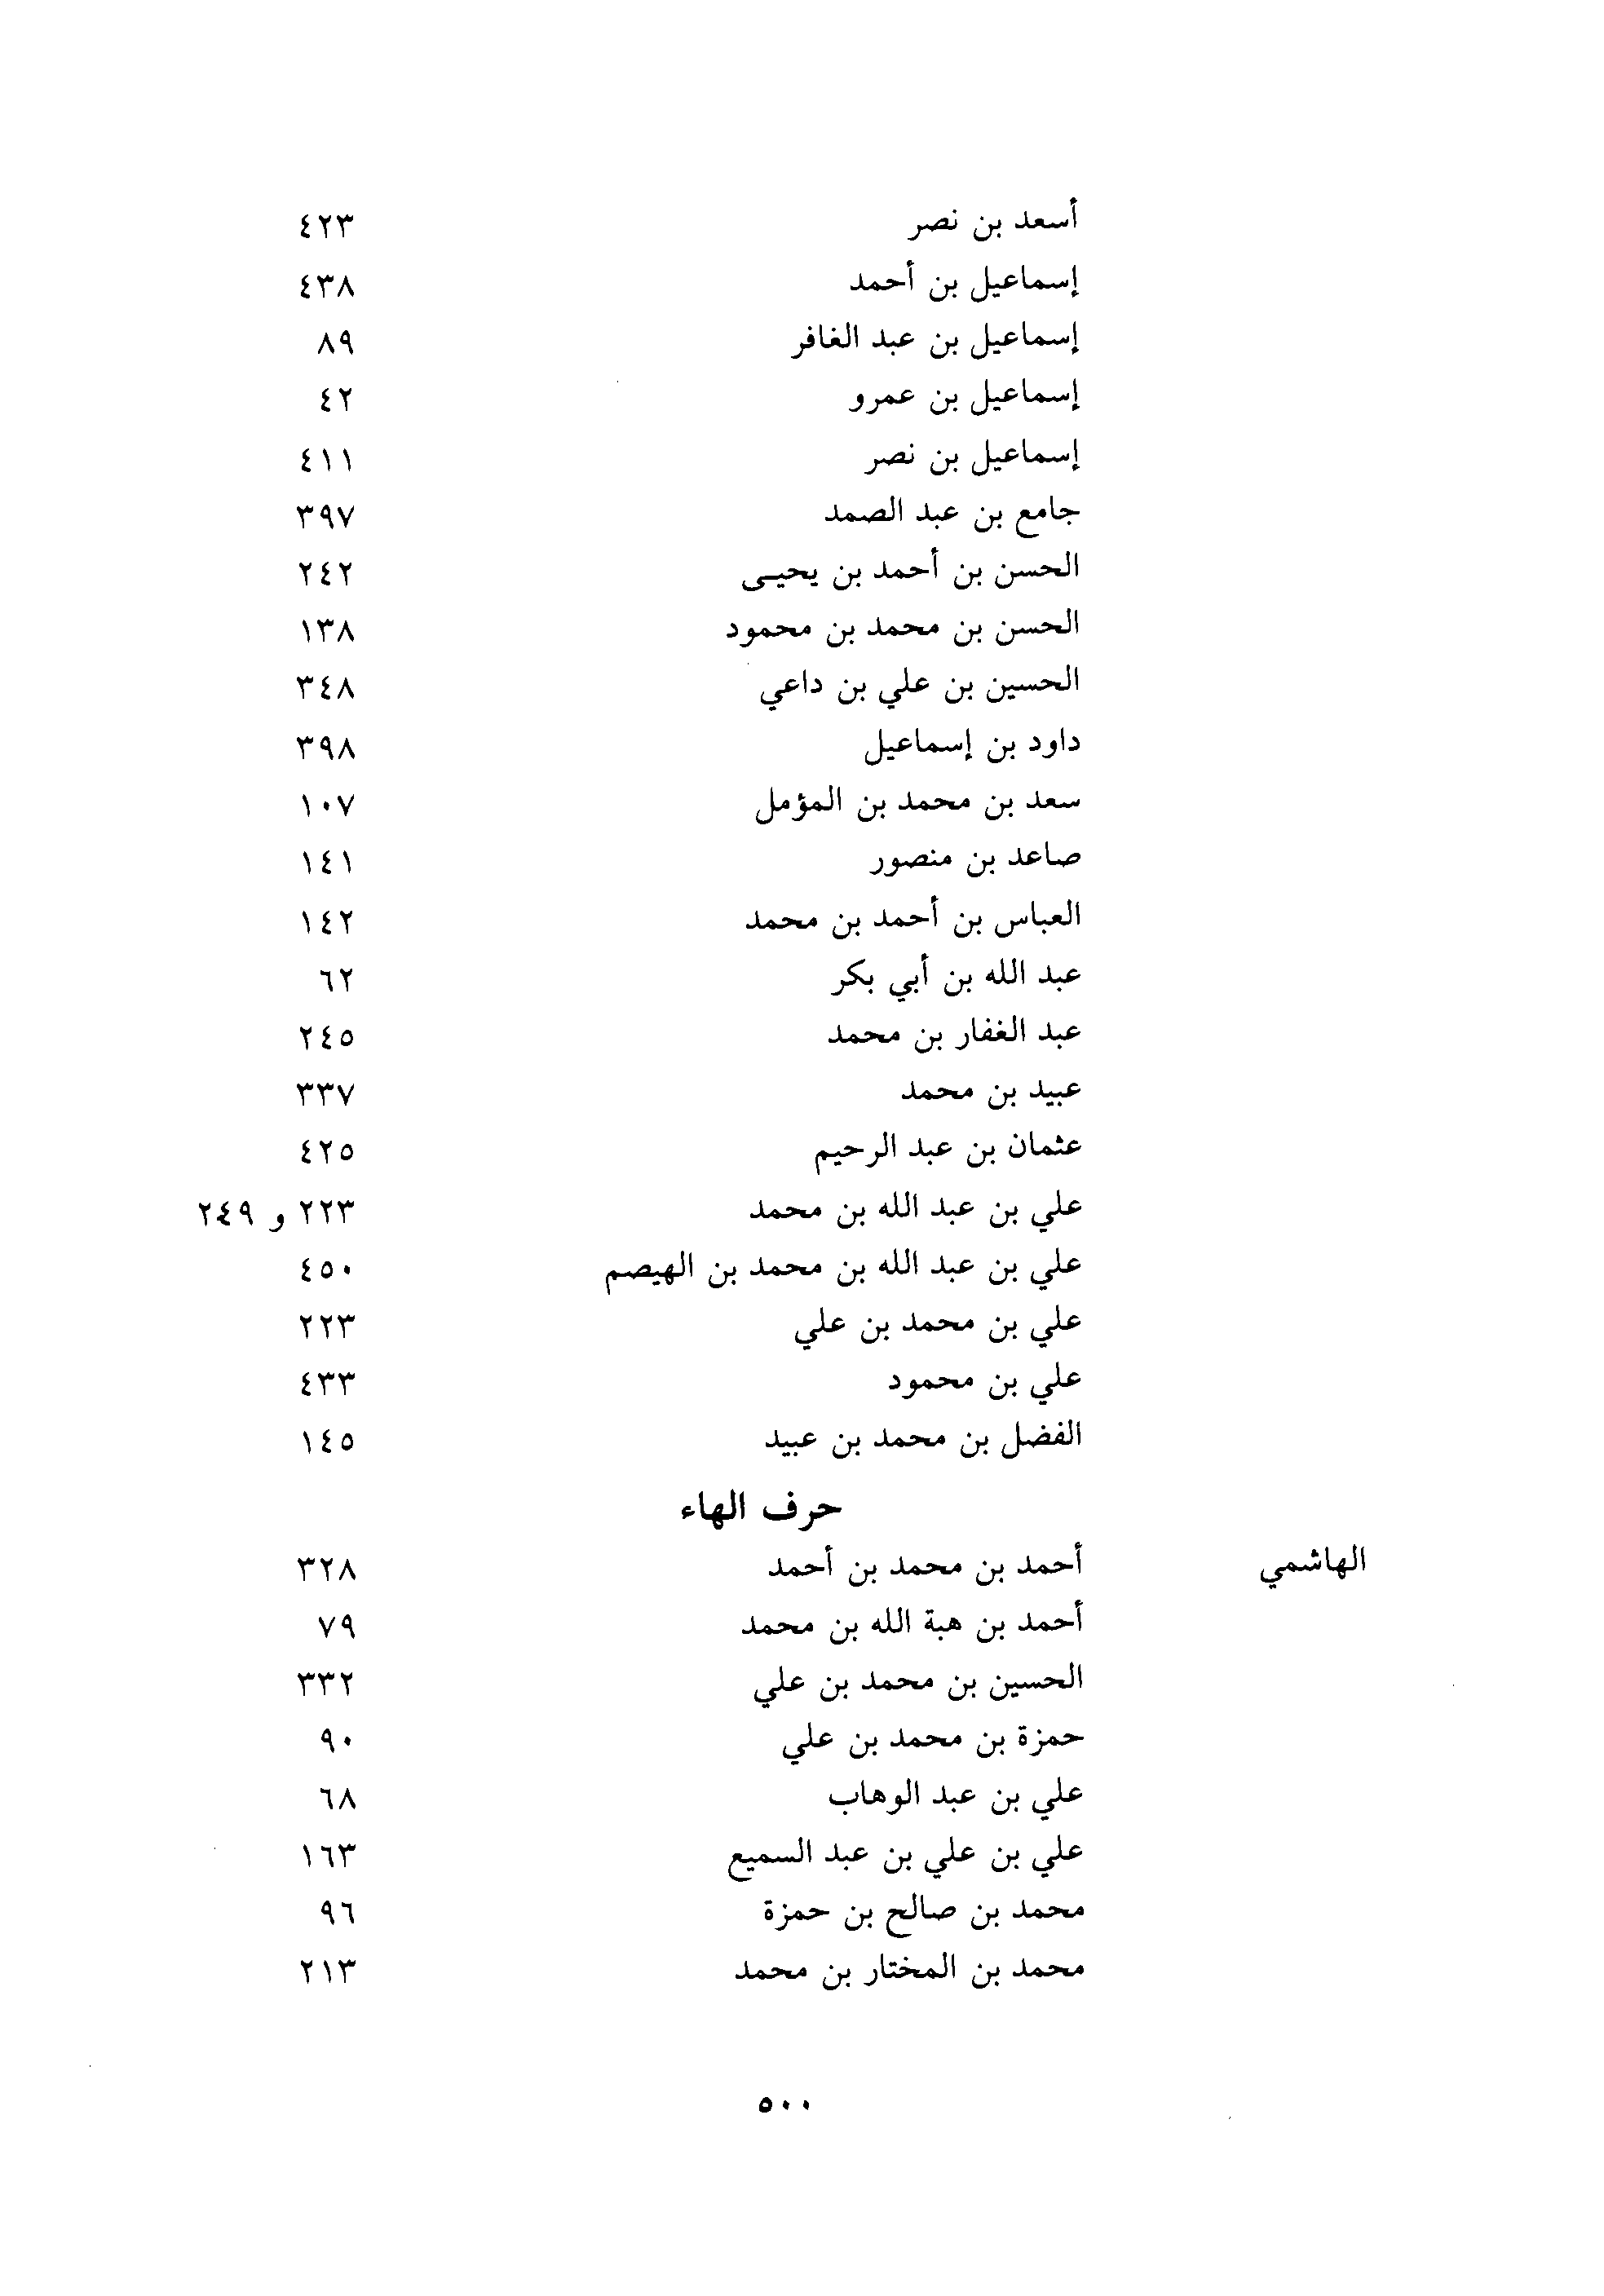 أسعد بن نصر ٤٢٣
إسماعيل بن أحمد ٤٣٨
إسماعيل بن عبد الغافر ٨٩
إسماعيل بن عمرو ٤٢
إسماعيل بن نصر ٤١١
جامع بن عبد الصمد ٣٩٧
الحسن بن أحمد بن يحيى ٢٤٢
الحسن بن محمد بن محمود ١٣٨
الحسين بن علي بن داعي ٣٤٨
داود بن إسماعيل ٣٩٨
سعد بن محمد بن المؤمل ١٠٧
صاعد بن منصور ١٤١
العباس بن أحمد بن محمد ١٤٢
عبد الله بن أبي بكر ٦٢
عبد الغفار بن محمد ٢٤٥
عبيد بن محمد ٣٣٧
عثمان بن عبد الرحيم ٤٢٥
علي بن عبد الله بن محمد ٢٢٣ و ٢٤٩
علي بن عبد الله بن محمد بن الهيصم ٤٥٠
علي بن محمد بن علي ٢٢٣
علي بن محمود ٤٣٣
الفضل بن محمد بن عبيد ١٤٥
حرف الهاء
الهاشمي أحمد بن محمد بن أحمد ٣٢٨
أحمد بن هبة الله بن محمد ٧٩
الحسين بن محمد بن علي ٣٣٢
حمزة بن محمد بن علي ٩٠
علي بن عبد الوهاب ٦٨
علي بن علي بن عبد السميع ١٦٣
محمد بن صالح بن حمزة ٩٦
محمد بن المختار بن محمد ٢١٣
٥٠٠